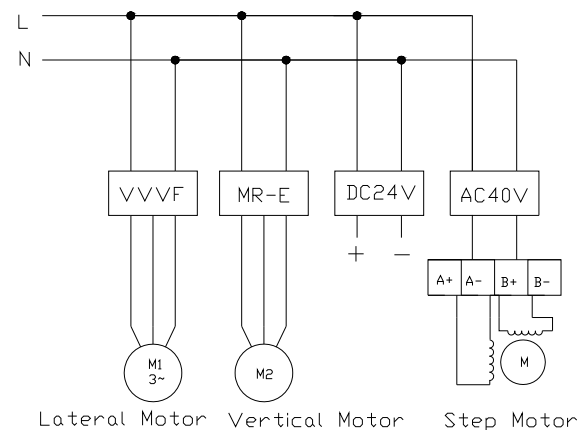 L
N
VVVF MR-E DC24V AC40V
+ −
A+ A- B+ B-
M1
3~
M2
M
Lateral Motor Vertical Motor Step Motor